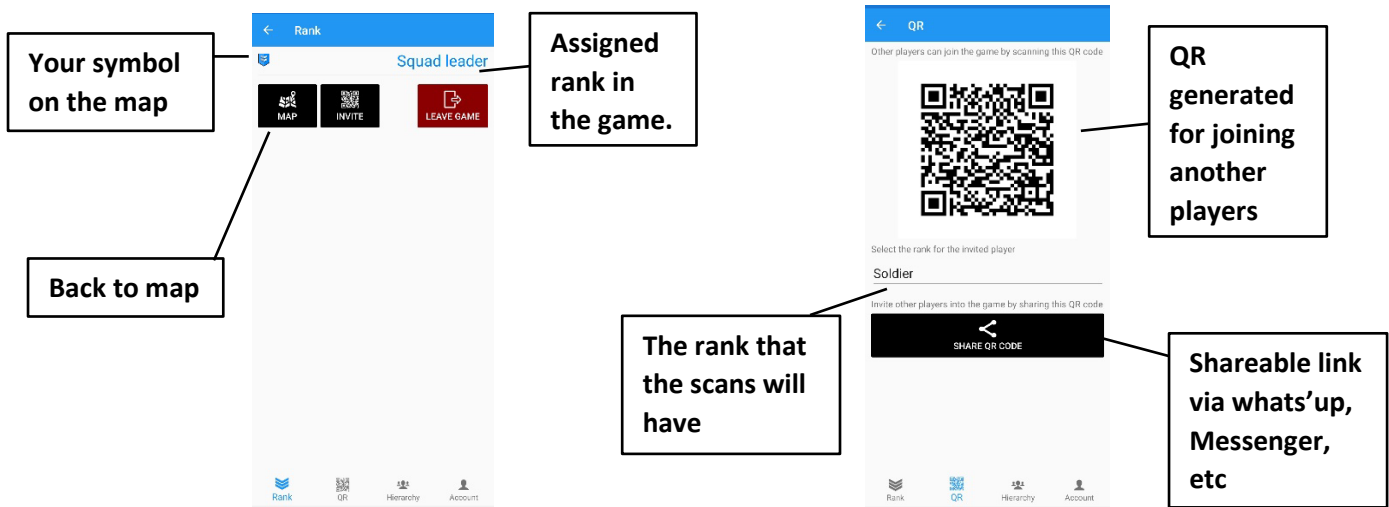 Your symbol
on the map
Rank
Squad leader
MAP
INVITE
LEAVE GAME
Assigned
rank in
the game.
Back to map
Rank
QR
Hierarchy
Account
QR
Other players can join the game by scanning this QR code
QR
generated
for joining
another
players
Select the rank for the invited player
Soldier
Invite other players into the game by sharing this QR code
SHARE QR CODE
The rank that
the scans will
have
Shareable link
via whats’up,
Messenger,
etc
Rank
QR
Hierarchy
Account